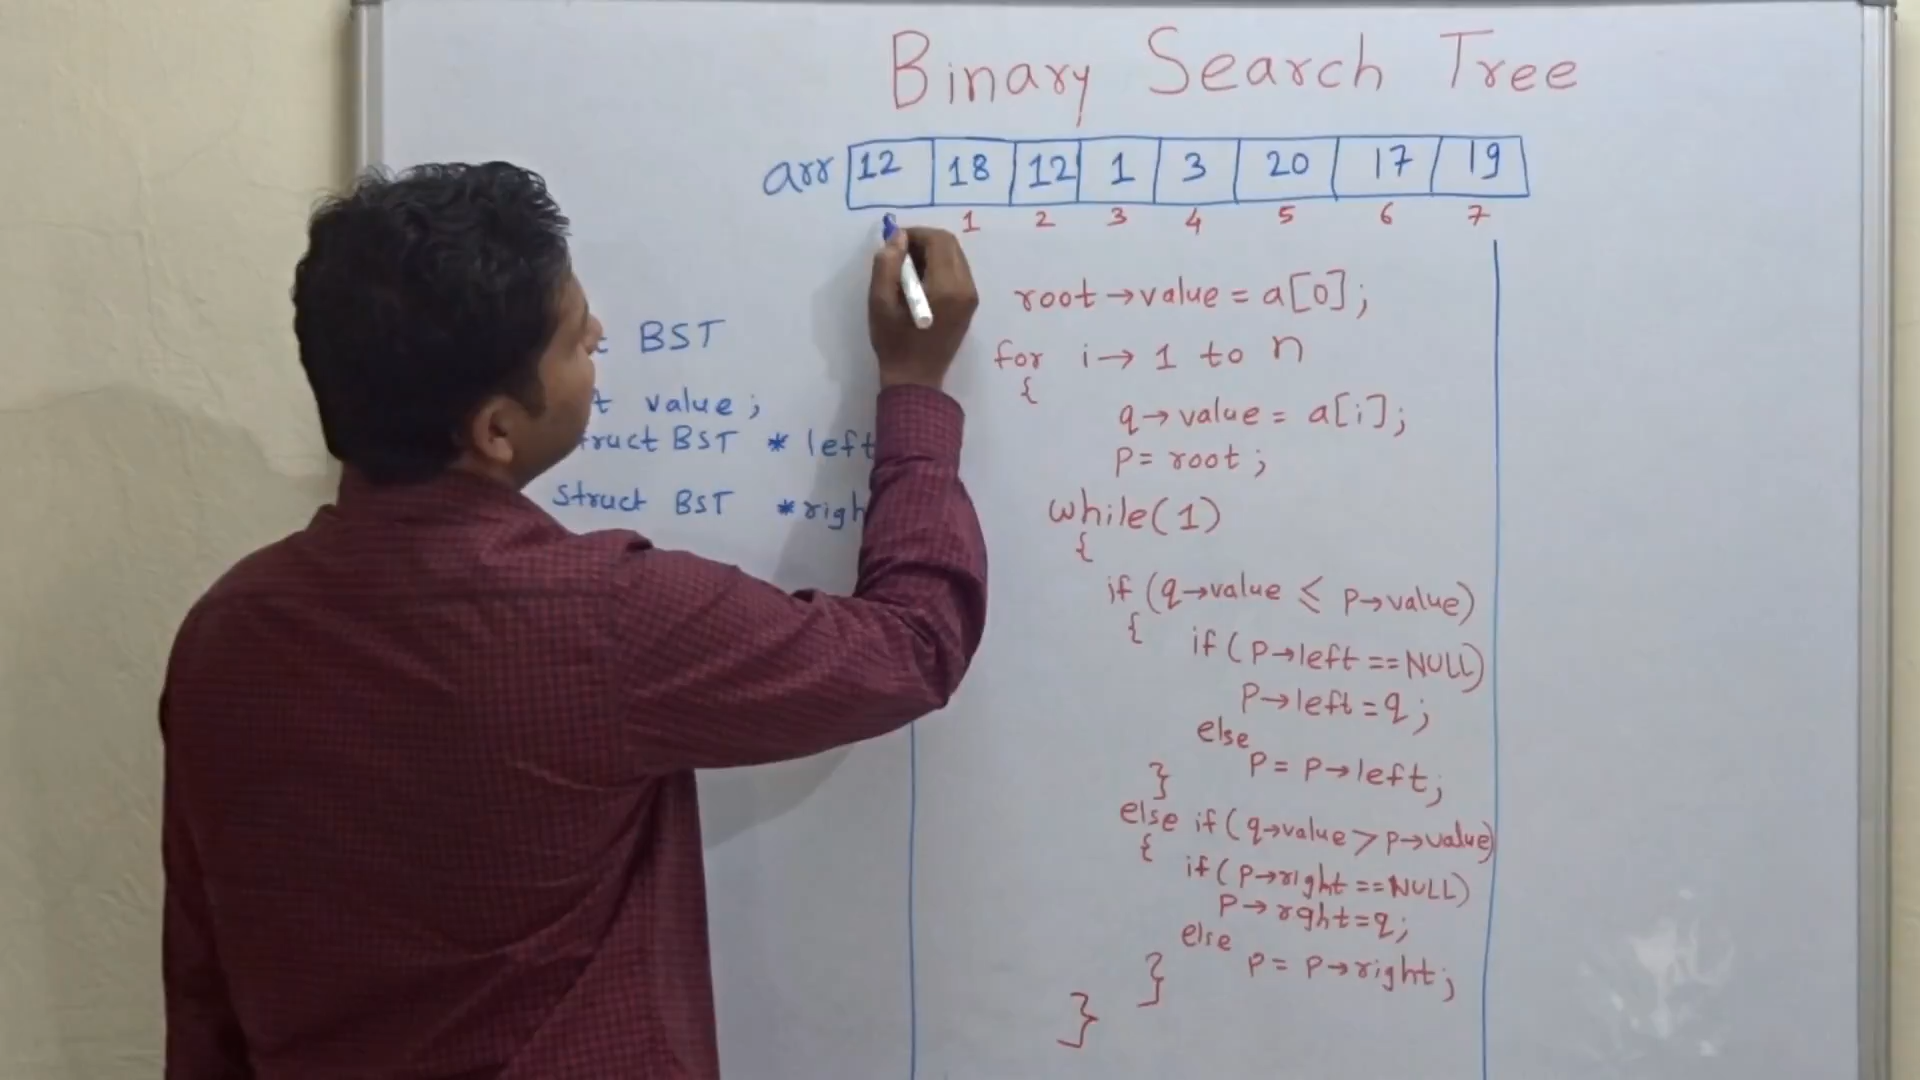 Binary Search Tree
arr 12 18 12 1 3 20 17 19
1 2 3 4 5 6 7
BST
value;
struct BST * left
struct BST *righ
root→value = a[0];
for i→ 1 to n
{
q→value = a[i];
P= root;
while(1)
{
if (q→value ≤ P→value)
{ if (P→left ==NULL)
P→left =q;
else
P= P→left;
}
else if (q→value > P→value)
{
if (P→right ==NULL)
P→rght=q;
else
P= P→right;
}
}